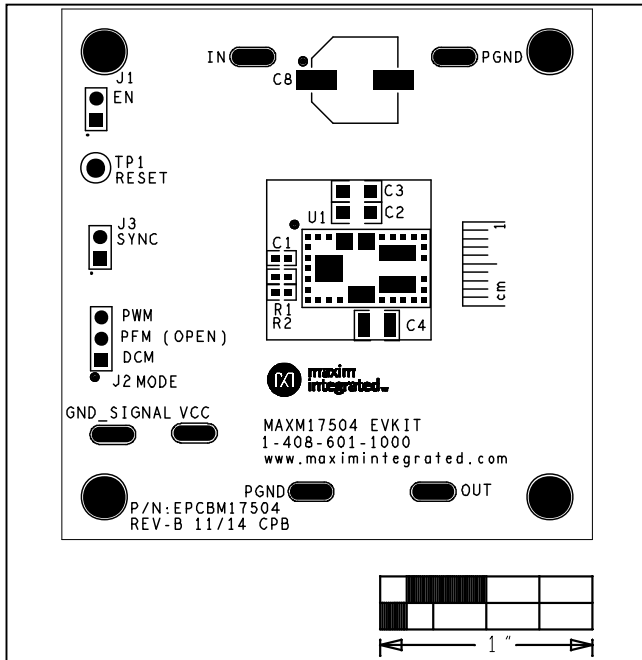 IN
PGND
J1
EN
C8
TP1
RESET
C3
C2
U1
J3
SYNC
C1
1
cm
R1
R2
C4
PWM
PFM (OPEN)
DCM
J2 MODE
maxim
integrated™
GND_SIGNAL VCC
MAXM17504 EVKIT
1-408-601-1000
www.maximintegrated.com
PGND
OUT
P/N:EPCBM17504
REV-B 11/14 CPB
1 "